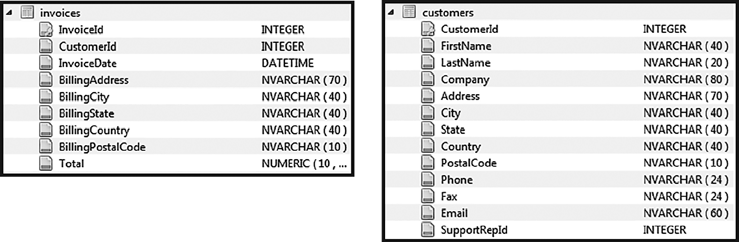 invoices
InvoiceId INTEGER
CustomerId INTEGER
InvoiceDate DATETIME
BillingAddress NVARCHAR ( 70 )
BillingCity NVARCHAR ( 40 )
BillingState NVARCHAR ( 40 )
BillingCountry NVARCHAR ( 40 )
BillingPostalCode NVARCHAR ( 10 )
Total NUMERIC ( 10 , ...
customers
CustomerId INTEGER
FirstName NVARCHAR ( 40 )
LastName NVARCHAR ( 20 )
Company NVARCHAR ( 80 )
Address NVARCHAR ( 70 )
City NVARCHAR ( 40 )
State NVARCHAR ( 40 )
Country NVARCHAR ( 40 )
PostalCode NVARCHAR ( 10 )
Phone NVARCHAR ( 24 )
Fax NVARCHAR ( 24 )
Email NVARCHAR ( 60 )
SupportRepId INTEGER